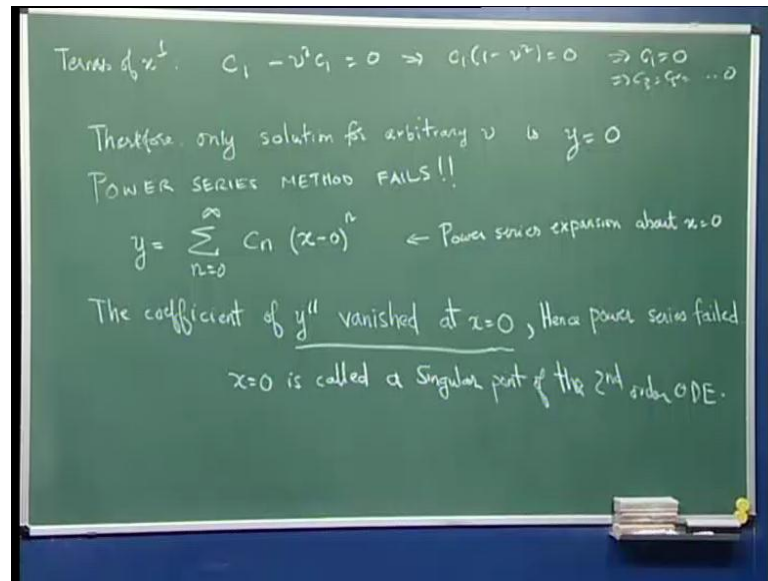 Terms of x¹: C₁ - ν²C₁ = 0 ⇒ C₁(1-ν²) = 0 ⇒ C₁=0
⇒ C₃=C₅= ...0
Therefore only solution for arbitrary ν is y=0
POWER SERIES METHOD FAILS!!
y = ∑_{n=0}^{∞} Cn (x-0)ⁿ ← Power series expansion about x=0
The coefficient of y'' vanished at x=0, Hence power series failed.
x=0 is called a Singular point of the 2nd order ODE.